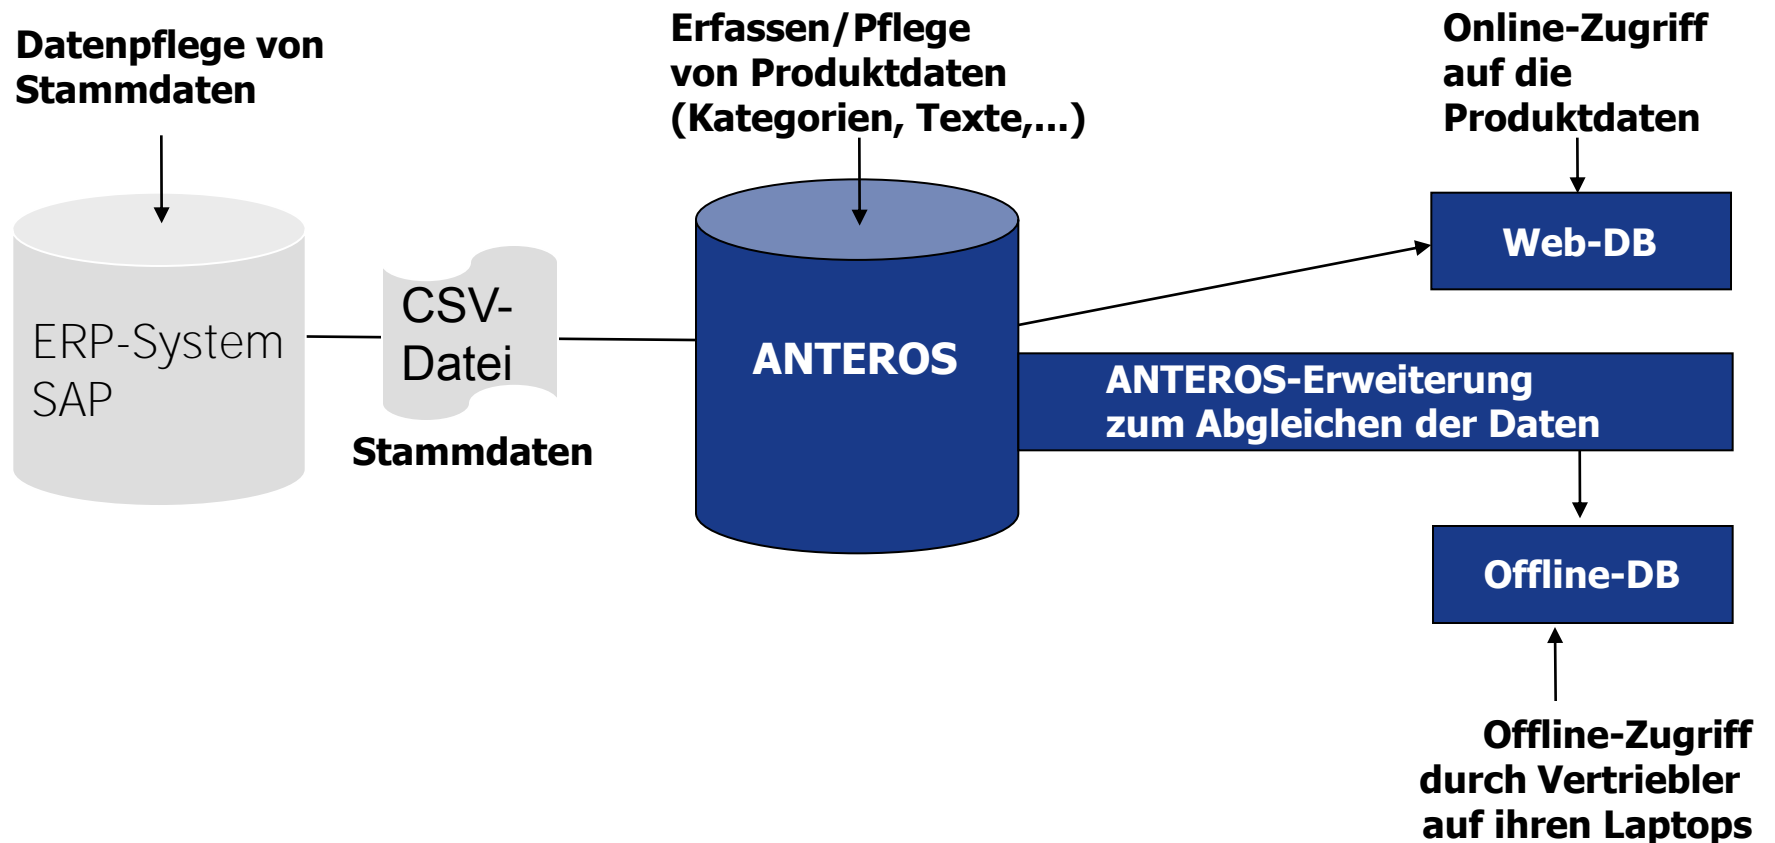 Datenpflege von
Stammdaten
Erfassen/Pflege
von Produktdaten
(Kategorien, Texte,...)
Online-Zugriff
auf die
Produktdaten
ERP-System
SAP
CSV-
Datei
Stammdaten
ANTEROS
Web-DB
ANTEROS-Erweiterung
zum Abgleichen der Daten
Offline-DB
Offline-Zugriff
durch Vertriebler
auf ihren Laptops